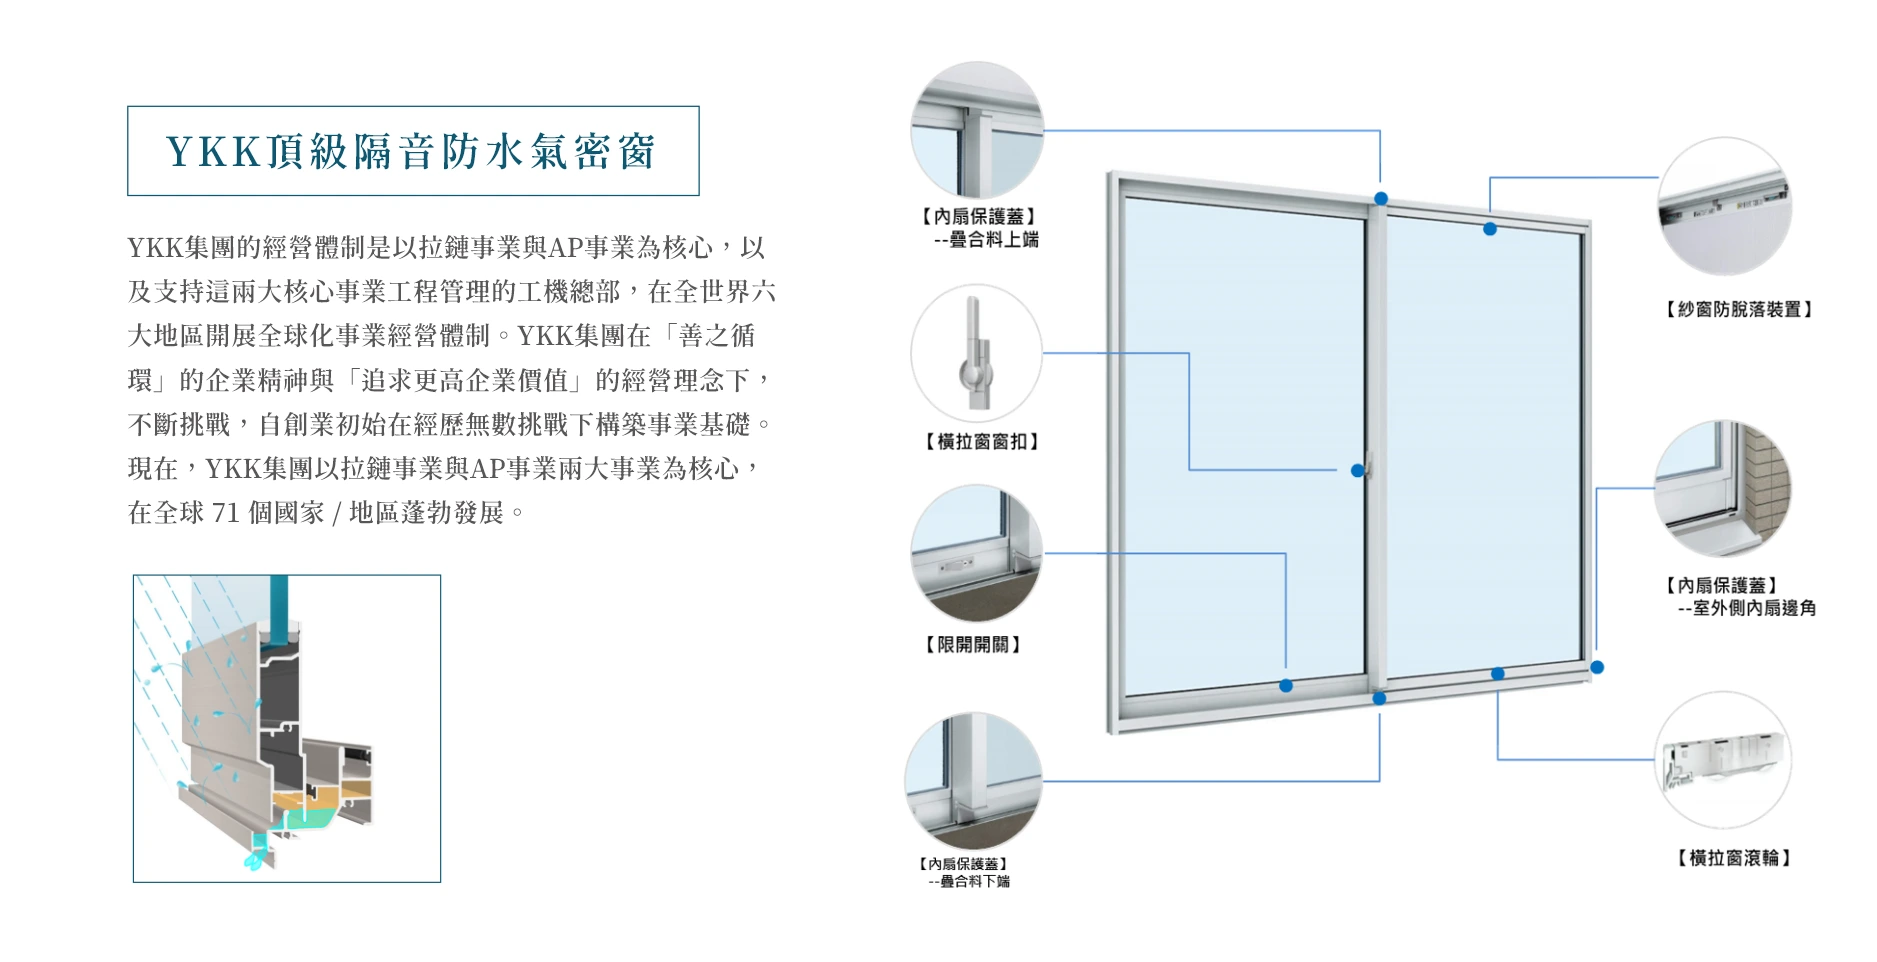 YKK頂級隔音防水氣密窗
YKK集團的經營體制是以拉鏈事業與AP事業為核心，以
及支持這兩大核心事業工程管理的工機總部，在全世界六
大地區開展全球化事業經營體制。YKK集團在「善之循
環」的企業精神與「追求更高企業價值」的經營理念下，
不斷挑戰，自創業初始在經歷無數挑戰下構築事業基礎。
現在，YKK集團以拉鏈事業與AP事業兩大事業為核心，
在全球 71 個國家 / 地區蓬勃發展。
【內扇保護蓋】
--疊合料上端
【橫拉窗窗扣】
【限開開關】
【內扇保護蓋】
--疊合料下端
【紗窗防脫落裝置】
【內扇保護蓋】
--室外側內扇邊角
【橫拉窗滾輪】